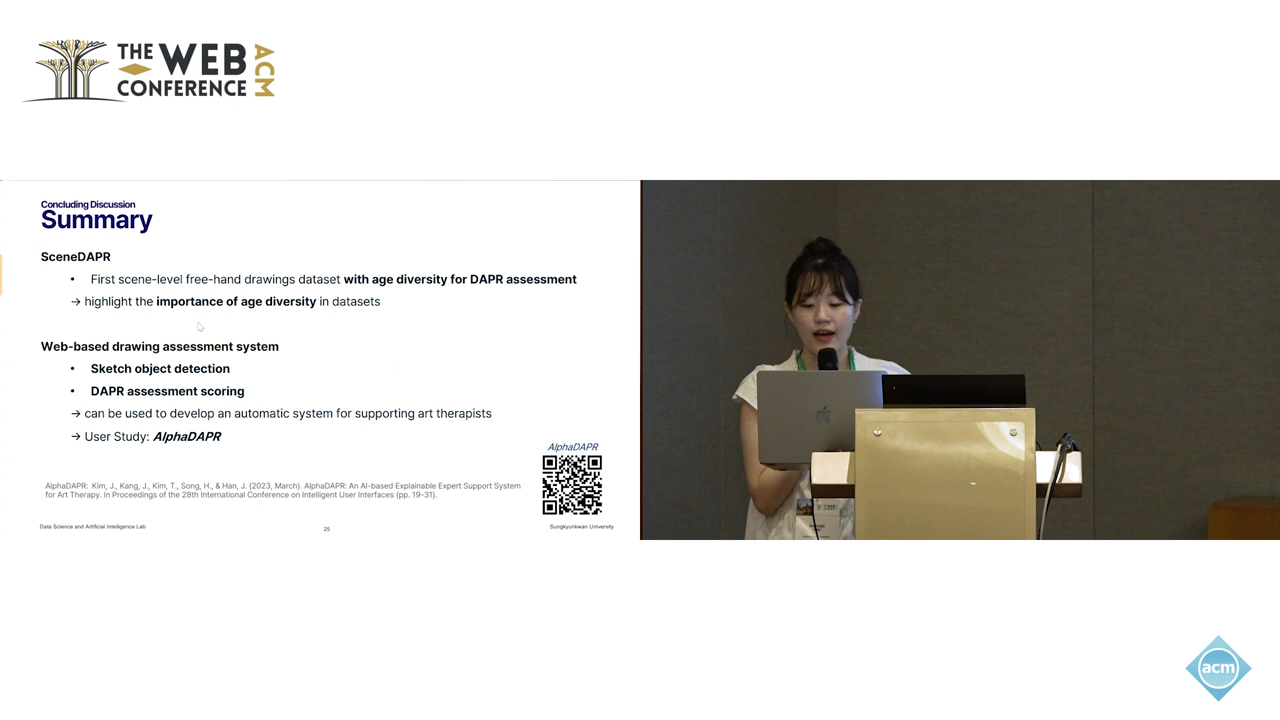 THE WEB
CONFERENCE
ACM
Concluding Discussion
Summary
SceneDAPR
• First scene-level free-hand drawings dataset with age diversity for DAPR assessment
→ highlight the importance of age diversity in datasets
Web-based drawing assessment system
• Sketch object detection
• DAPR assessment scoring
→ can be used to develop an automatic system for supporting art therapists
→ User Study: AlphaDAPR
AlphaDAPR
AlphaDAPR: Kim, J., Kang, J., Kim, T., Song, H., & Han, J. (2023, March). AlphaDAPR: An AI-based Explainable Expert Support System
for Art Therapy. In Proceedings of the 28th International Conference on Intelligent User Interfaces (pp. 19-31).
Data Science and Artificial Intelligence Lab
25
Sungkyunkwan University
acm